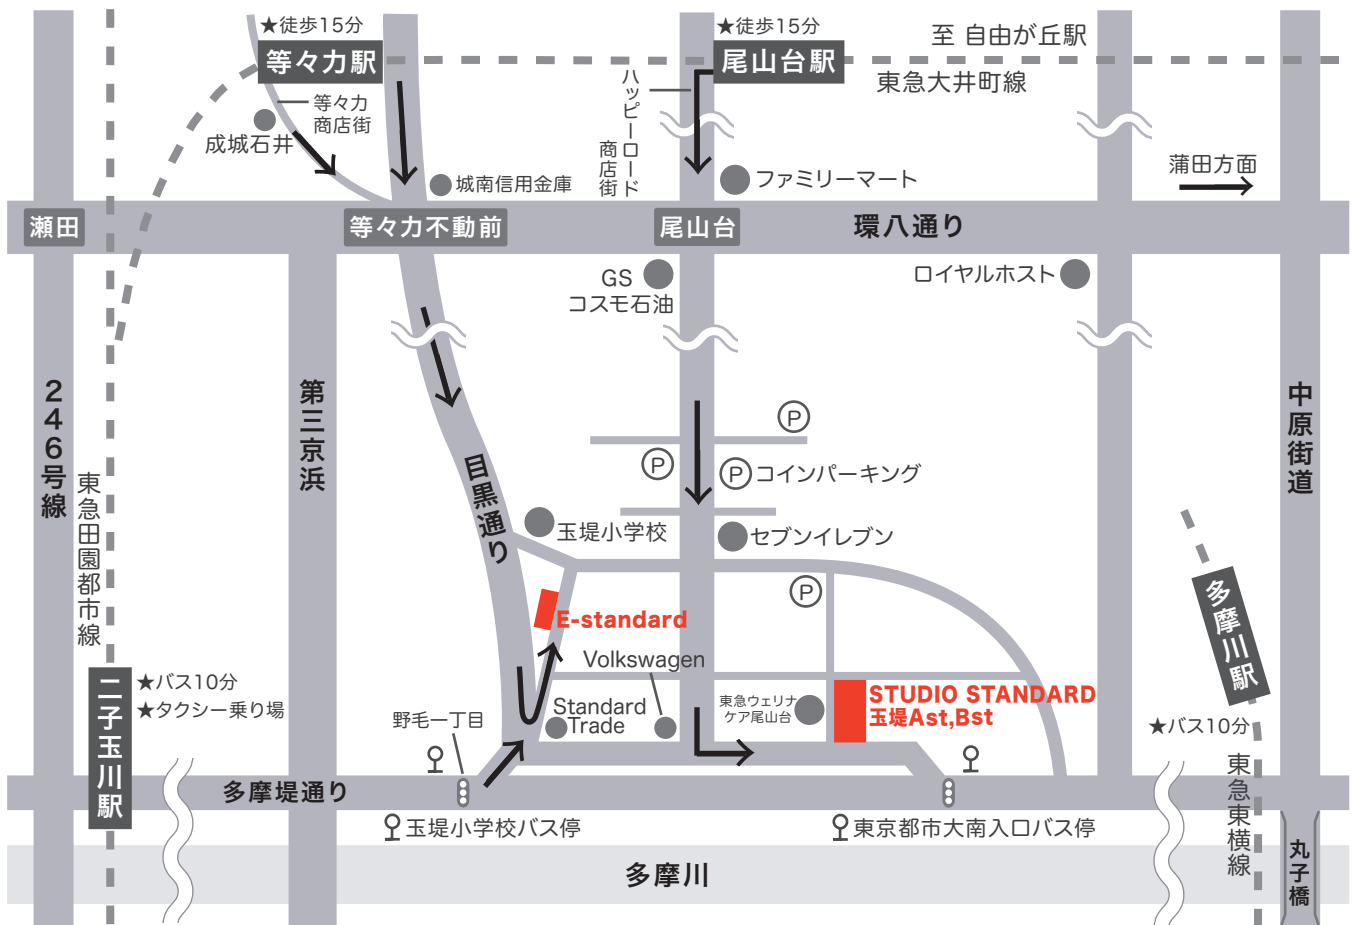 ★徒歩15分
等々力駅
★徒歩15分
尾山台駅
至 自由が丘駅
東急大井町線
等々力
商店街
成城石井
ハッピーロード
商店街
城南信用金庫
ファミリーマート
蒲田方面
瀬田
等々力不動前
尾山台
環八通り
GS
コスモ石油
ロイヤルホスト
246号線
第三京浜
目黒通り
中原街道
P
P
P
コインパーキング
東急田園都市線
玉堤小学校
セブンイレブン
P
多摩川駅
E-standard
Volkswagen
二子玉川駅
★バス10分
★タクシー乗り場
野毛一丁目
Standard
Trade
東急ウェリナ
ケア尾山台
STUDIO STANDARD
玉堤Ast,Bst
★バス10分
東急東横線
多摩堤通り
玉堤小学校バス停
東京都市大南入口バス停
多摩川
丸子橋